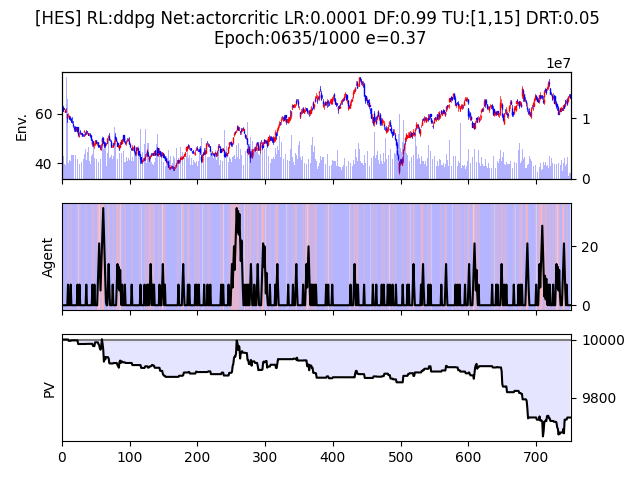 [HES] RL:ddpg Net:actorcritic LR:0.0001 DF:0.99 TU:[1,15] DRT:0.05
Epoch:0635/1000 e=0.37
1e7
Env.
60
40
1
0
Agent
20
0
PV
10000
9800
0 100 200 300 400 500 600 700